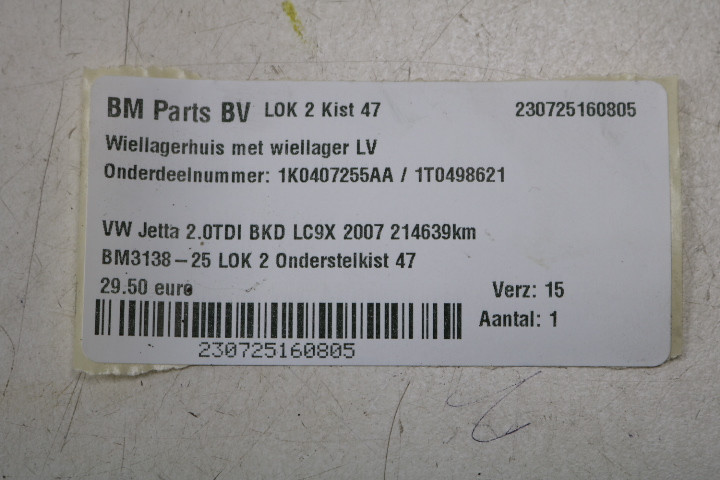 BM Parts BV LOK 2 Kist 47 230725160805
Wiellagerhuis met wiellager LV
Onderdeelnummer: 1K0407255AA / 1T0498621
VW Jetta 2.0TDI BKD LC9X 2007 214639km
BM3138-25 LOK 2 Onderstelkist 47
29.50 euro Verz: 15
Aantal: 1
230725160805